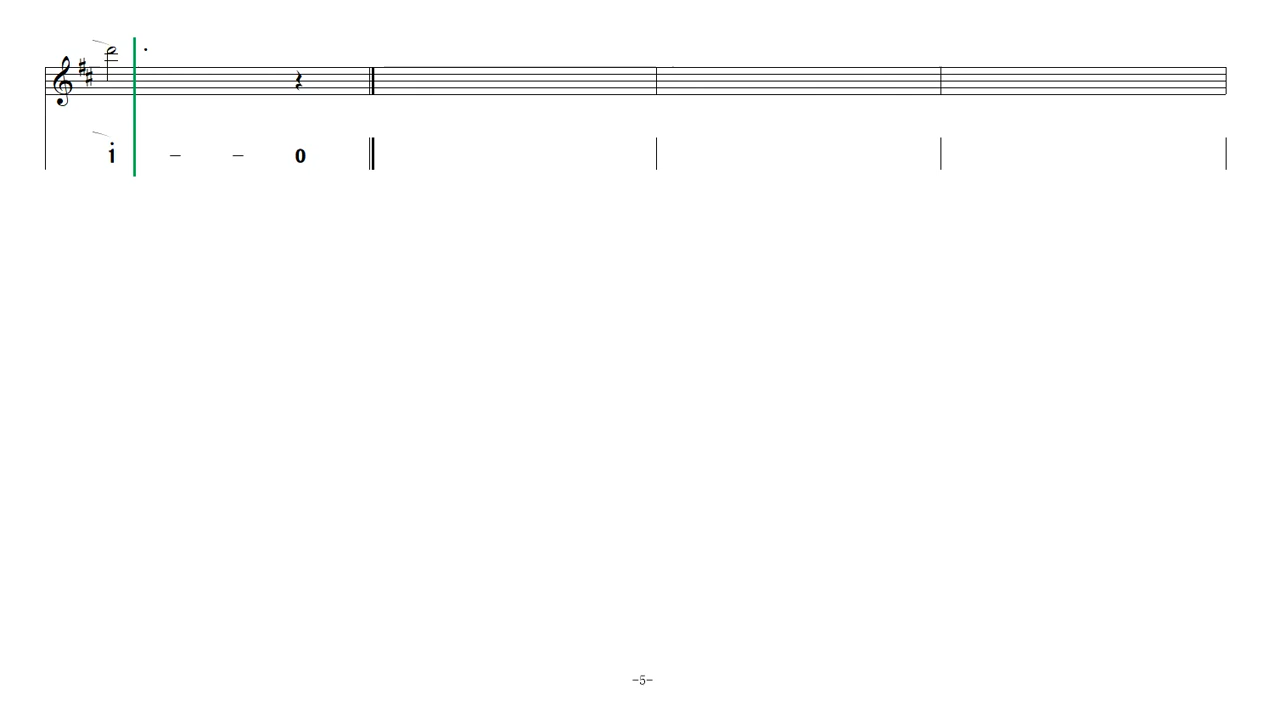 i – – 0
-5-